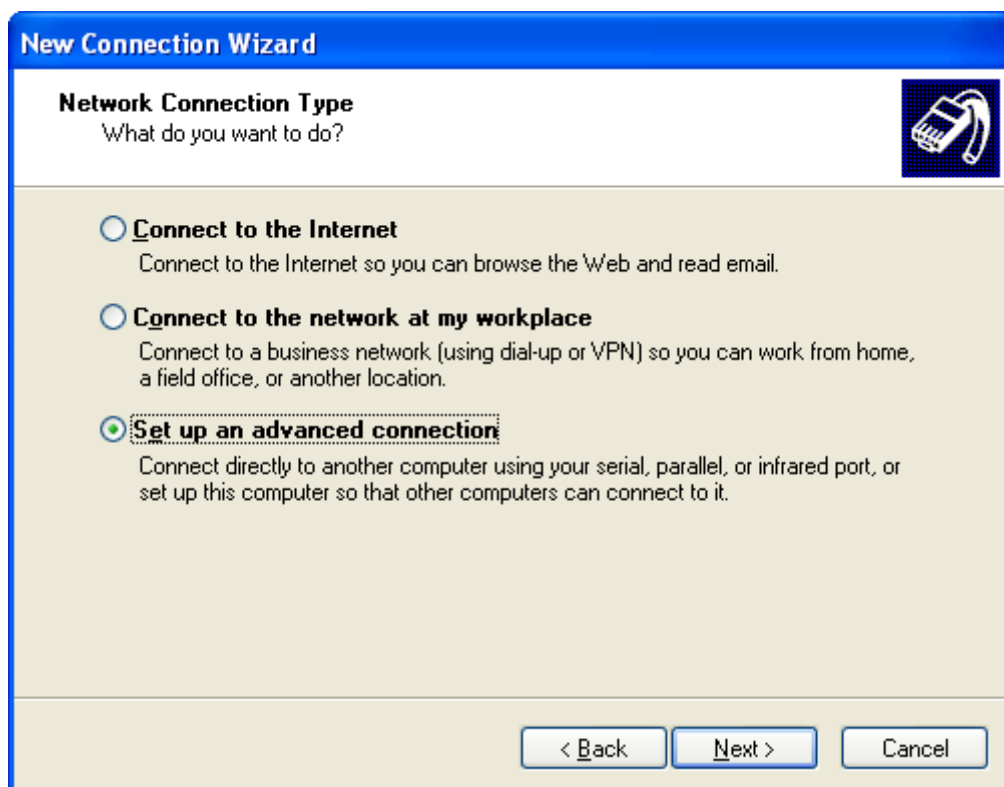 New Connection Wizard
Network Connection Type
What do you want to do?
Connect to the Internet
Connect to the Internet so you can browse the Web and read email.
Connect to the network at my workplace
Connect to a business network (using dial-up or VPN) so you can work from home,
a field office, or another location.
Set up an advanced connection
Connect directly to another computer using your serial, parallel, or infrared port, or
set up this computer so that other computers can connect to it.
< Back
Next >
Cancel